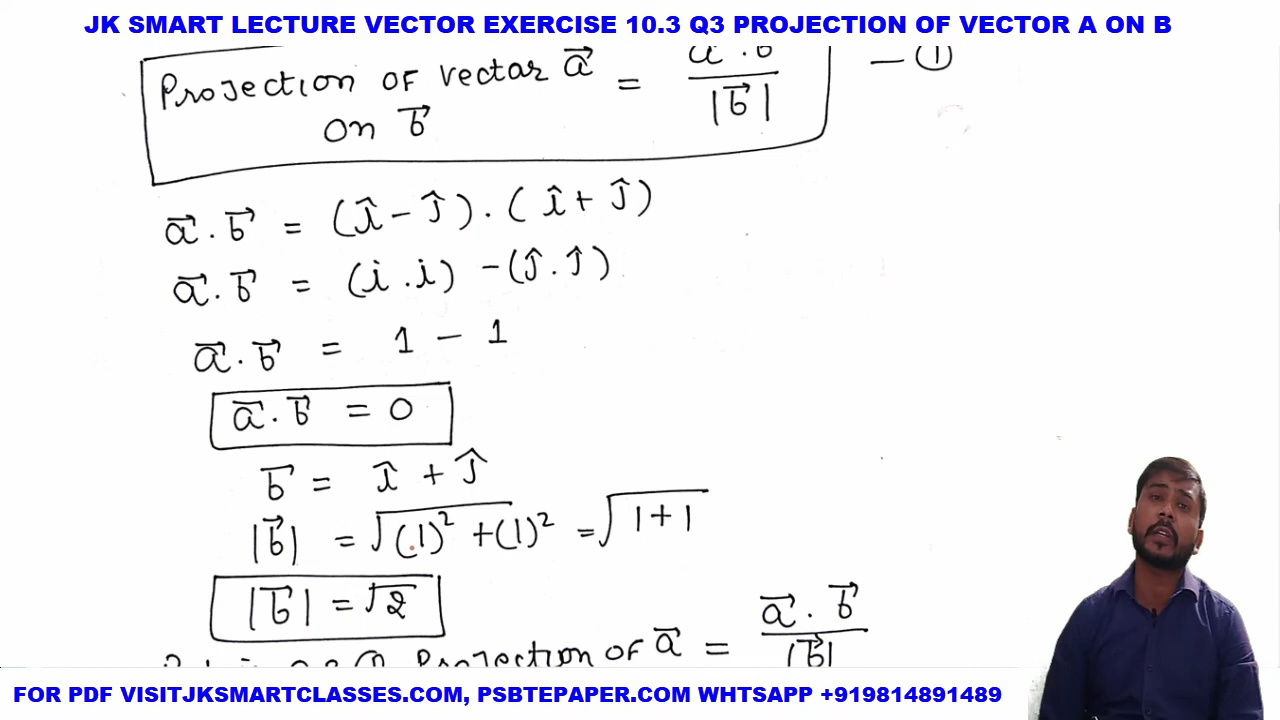 JK SMART LECTURE VECTOR EXERCISE 10.3 Q3 PROJECTION OF VECTOR A ON B
Projection of vector a⃗ on b⃗ = a⃗ · b⃗ / |b⃗| — ①
a⃗ · b⃗ = (î − ĵ) · (î + ĵ)
a⃗ · b⃗ = (i · i) − (ĵ · ĵ)
a⃗ · b⃗ = 1 − 1
a⃗ · b⃗ = 0
b⃗ = î + ĵ
|b⃗| = √(1)² + (1)² = √1+1
|b⃗| = √2
Projection of a⃗ = a⃗ · b⃗ / |b⃗|
FOR PDF VISITJKSMARTCLASSES.COM, PSBTEPAPER.COM WHTSAPP +919814891489